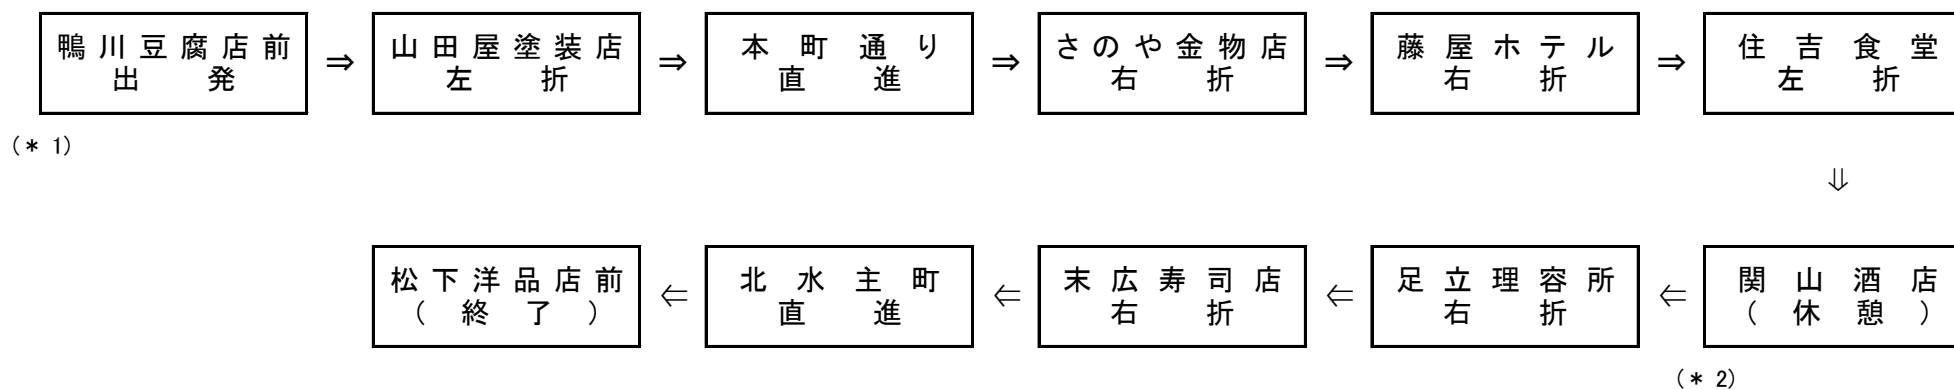 鴨川豆腐店前
出発
⇒
山田屋塗装店
左折
⇒
本町通り
直進
⇒
さのや金物店
右折
⇒
藤屋ホテル
右折
⇒
住吉食堂
左折
(* 1)
⇓
関山酒店
(休憩)
(* 2)
⇐
足立理容所
右折
⇐
末広寿司店
右折
⇐
北水主町
直進
⇐
松下洋品店前
(終了)